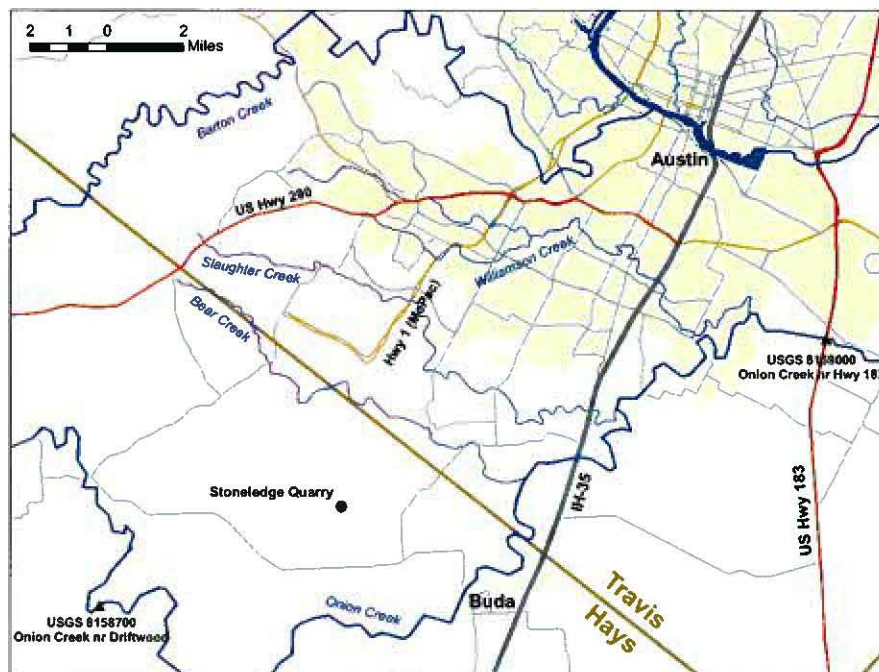 2 1 0 2
Miles
Barton Creek
Austin
US Hwy 290
Williamson Creek
Slaughter Creek
Bear Creek
Hwy 1 (MoPac)
USGS 8159000
Onion Creek nr Hwy 183
Stoneledge Quarry
IH-35
US Hwy 183
Travis
Hays
Buda
Onion Creek
USGS 8158700
Onion Creek nr Driftwood